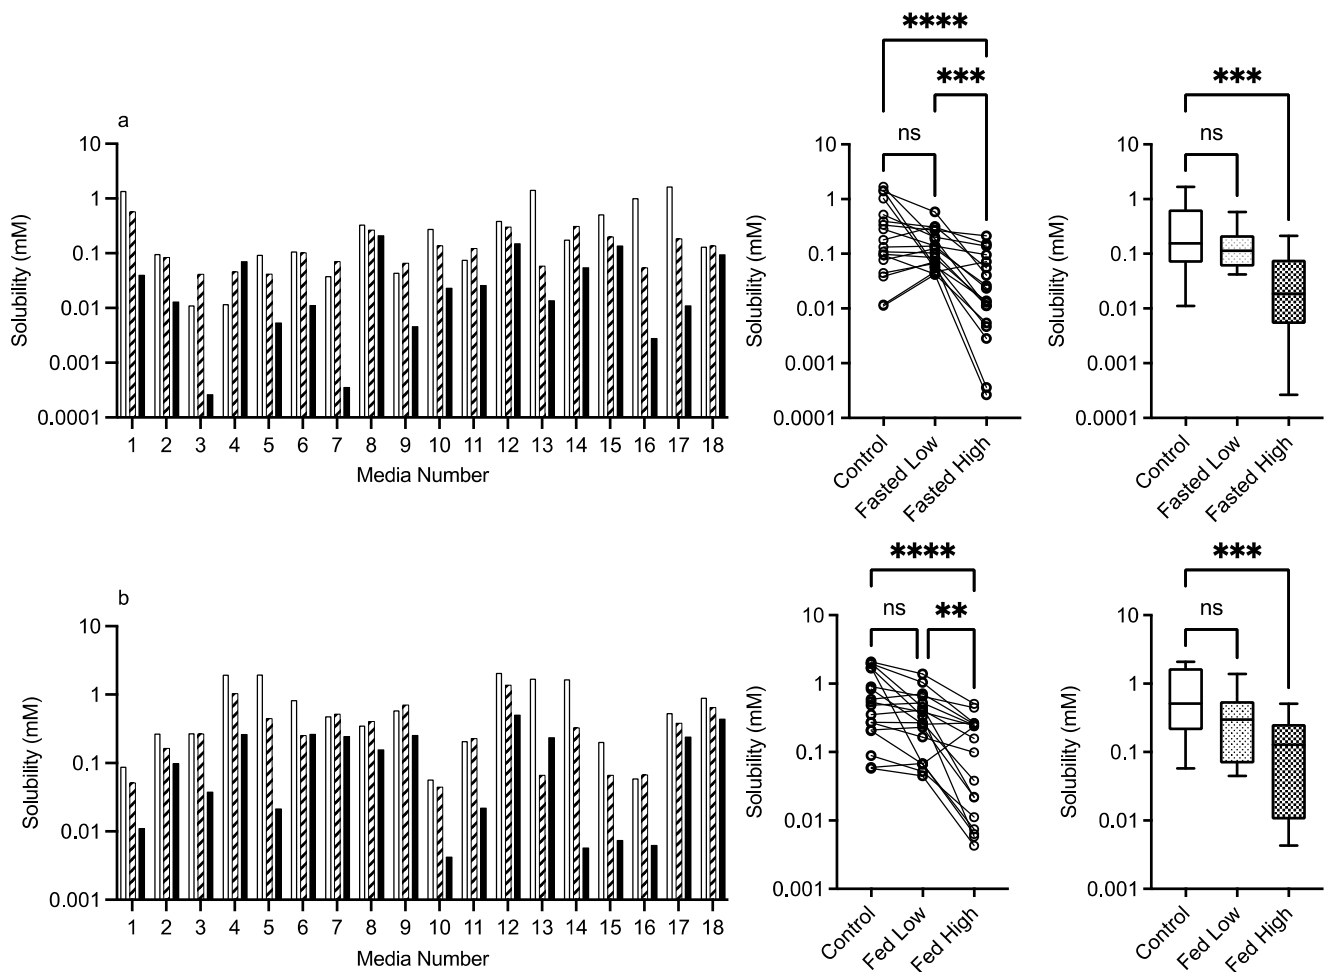 a
Solubility (mM)
10
1
0.1
0.01
0.001
0.0001
1 2 3 4 5 6 7 8 9 10 11 12 13 14 15 16 17 18
Media Number
****
***
ns
Solubility (mM)
10
1
0.1
0.01
0.001
0.0001
Control
Fasted Low
Fasted High
***
ns
Solubility (mM)
10
1
0.1
0.01
0.001
0.0001
Control
Fasted Low
Fasted High
b
Solubility (mM)
10
1
0.1
0.01
0.001
1 2 3 4 5 6 7 8 9 10 11 12 13 14 15 16 17 18
Media Number
****
ns
**
Solubility (mM)
10
1
0.1
0.01
0.001
Control
Fed Low
Fed High
***
ns
Solubility (mM)
10
1
0.1
0.01
0.001
Control
Fed Low
Fed High